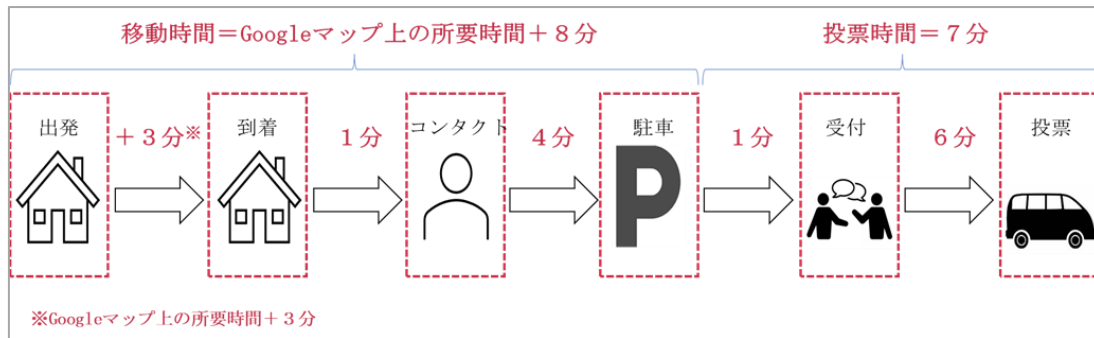 移動時間＝Googleマップ上の所要時間＋８分
投票時間＝７分
出発
＋３分※
到着
１分
コンタクト
４分
駐車
P
１分
受付
６分
投票
※Googleマップ上の所要時間＋３分